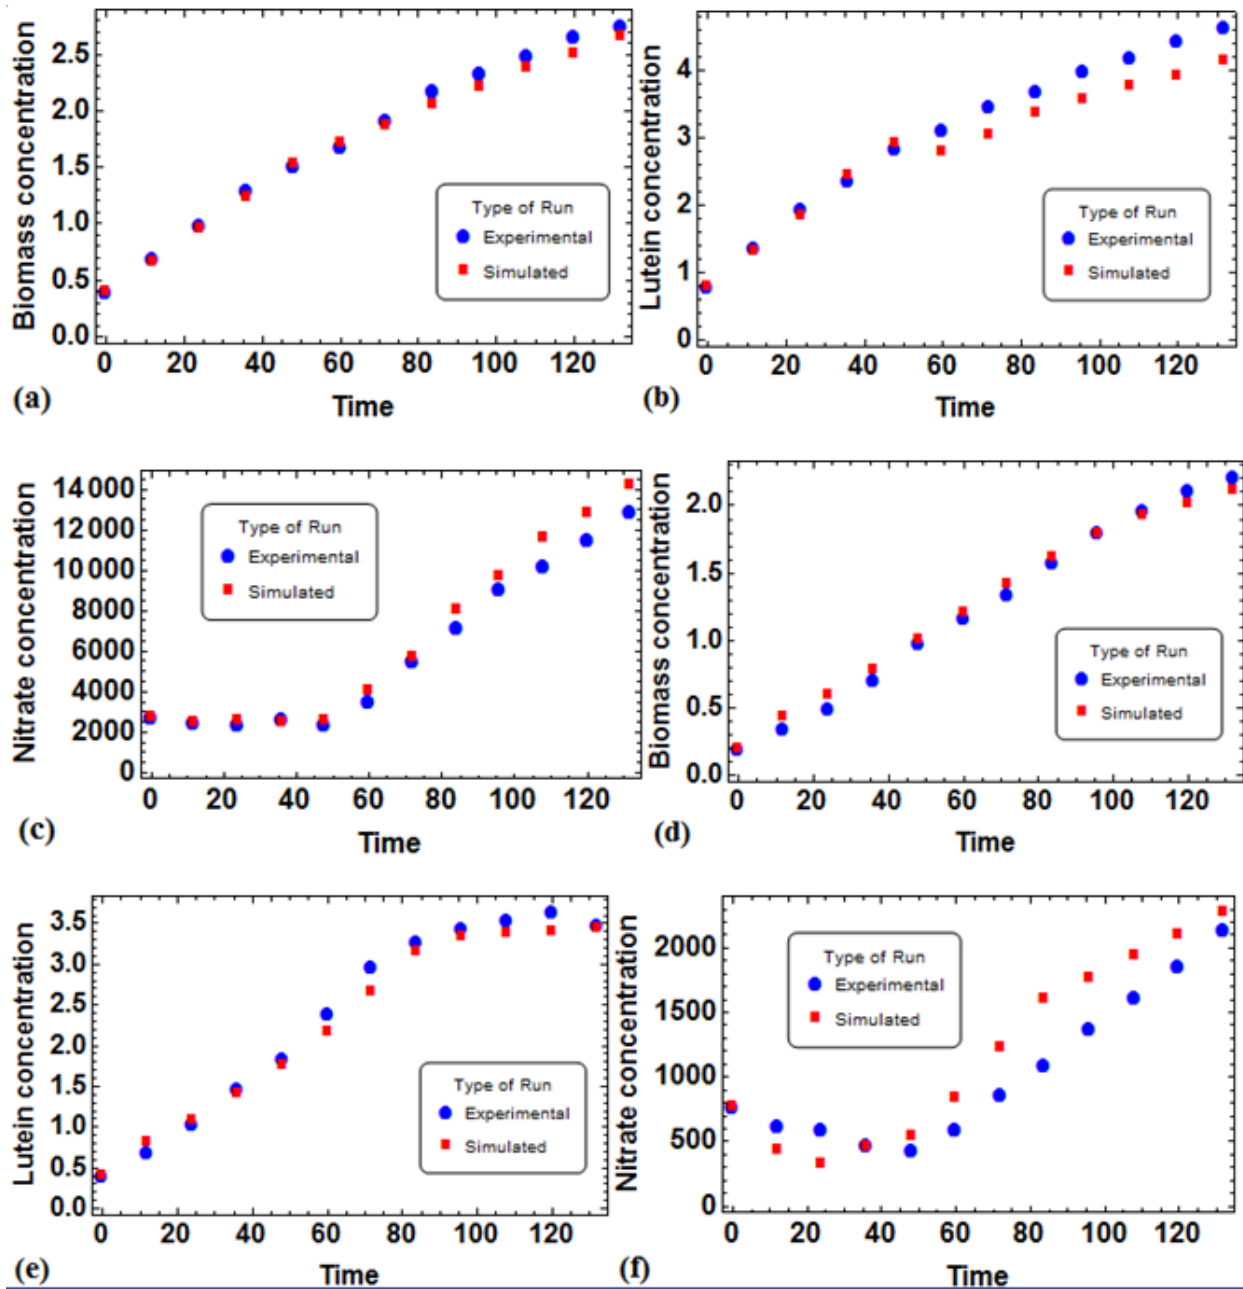 Biomass concentration
2.5
2.0
1.5
1.0
0.5
0.0
Type of Run
Experimental
Simulated
0 20 40 60 80 100 120
(a)
Time
Lutein concentration
4
3
2
1
0
Type of Run
Experimental
Simulated
0 20 40 60 80 100 120
(b)
Time
Nitrate concentration
14 000
12 000
10 000
8000
6000
4000
2000
0
Type of Run
Experimental
Simulated
0 20 40 60 80 100 120
(c)
Time
Biomass concentration
2.0
1.5
1.0
0.5
0.0
Type of Run
Experimental
Simulated
0 20 40 60 80 100 120
(d)
Time
Lutein concentration
3.5
3.0
2.5
2.0
1.5
1.0
0.5
0.0
Type of Run
Experimental
Simulated
0 20 40 60 80 100 120
(e)
Time
Nitrate concentration
2000
1500
1000
500
0
Type of Run
Experimental
Simulated
0 20 40 60 80 100 120
(f)
Time